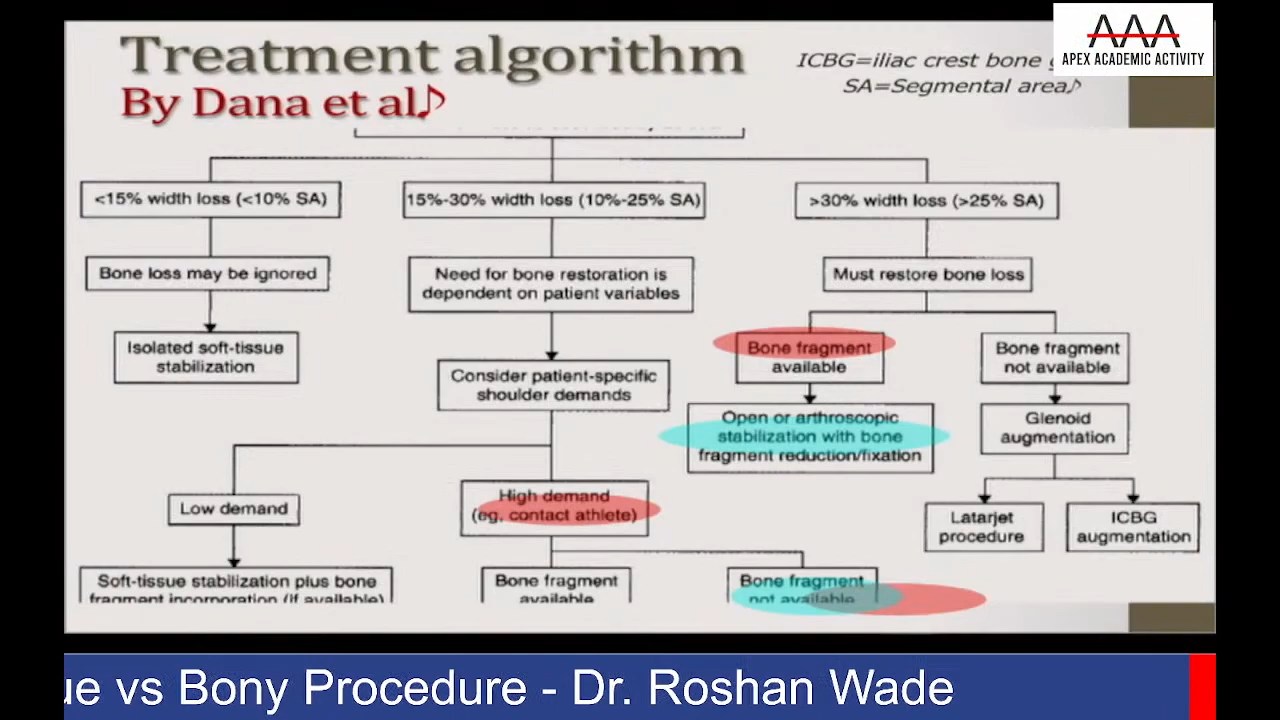 Treatment algorithm
By Dana et al
ICBG=iliac crest bone
SA=Segmental area
AAA
APEX ACADEMIC ACTIVITY
<15% width loss (<10% SA)
15%-30% width loss (10%-25% SA)
>30% width loss (>25% SA)
Bone loss may be ignored
Need for bone restoration is
dependent on patient variables
Must restore bone loss
Isolated soft-tissue
stabilization
Consider patient-specific
shoulder demands
Bone fragment
available
Bone fragment
not available
Open or arthroscopic
stabilization with bone
fragment reduction/fixation
Glenoid
augmentation
Low demand
High demand
(eg, contact athlete)
Latarjet
procedure
ICBG
augmentation
Soft-tissue stabilization plus bone
fragment incorporation (if available)
Bone fragment
available
Bone fragment
not available
ue vs Bony Procedure - Dr. Roshan Wade